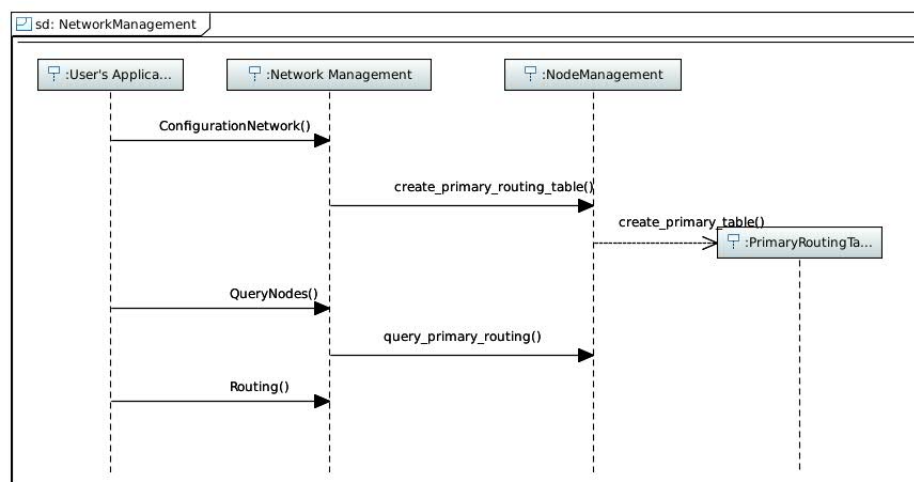 sd: NetworkManagement
:User's Applica...
:Network Management
:NodeManagement
ConfigurationNetwork()
create_primary_routing_table()
create_primary_table()
:PrimaryRoutingTa...
QueryNodes()
query_primary_routing()
Routing()